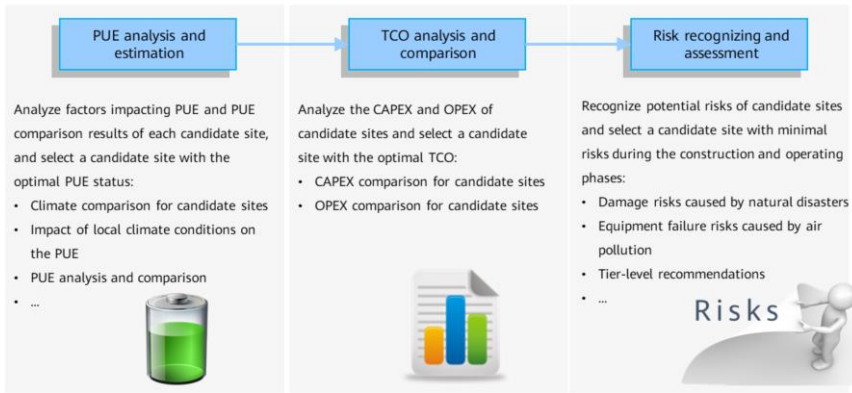 PUE analysis and
estimation
Analyze factors impacting PUE and PUE
comparison results of each candidate site,
and select a candidate site with the
optimal PUE status:
• Climate comparison for candidate sites
• Impact of local climate conditions on
the PUE
• PUE analysis and comparison
• ...
TCO analysis and
comparison
Analyze the CAPEX and OPEX of
candidate sites and select a candidate
site with the optimal TCO:
• CAPEX comparison for candidate sites
• OPEX comparison for candidate sites
Risk recognizing and
assessment
Recognize potential risks of candidate sites
and select a candidate site with minimal
risks during the construction and operating
phases:
• Damage risks caused by natural disasters
• Equipment failure risks caused by air
pollution
• Tier-level recommendations
• ...
Risks